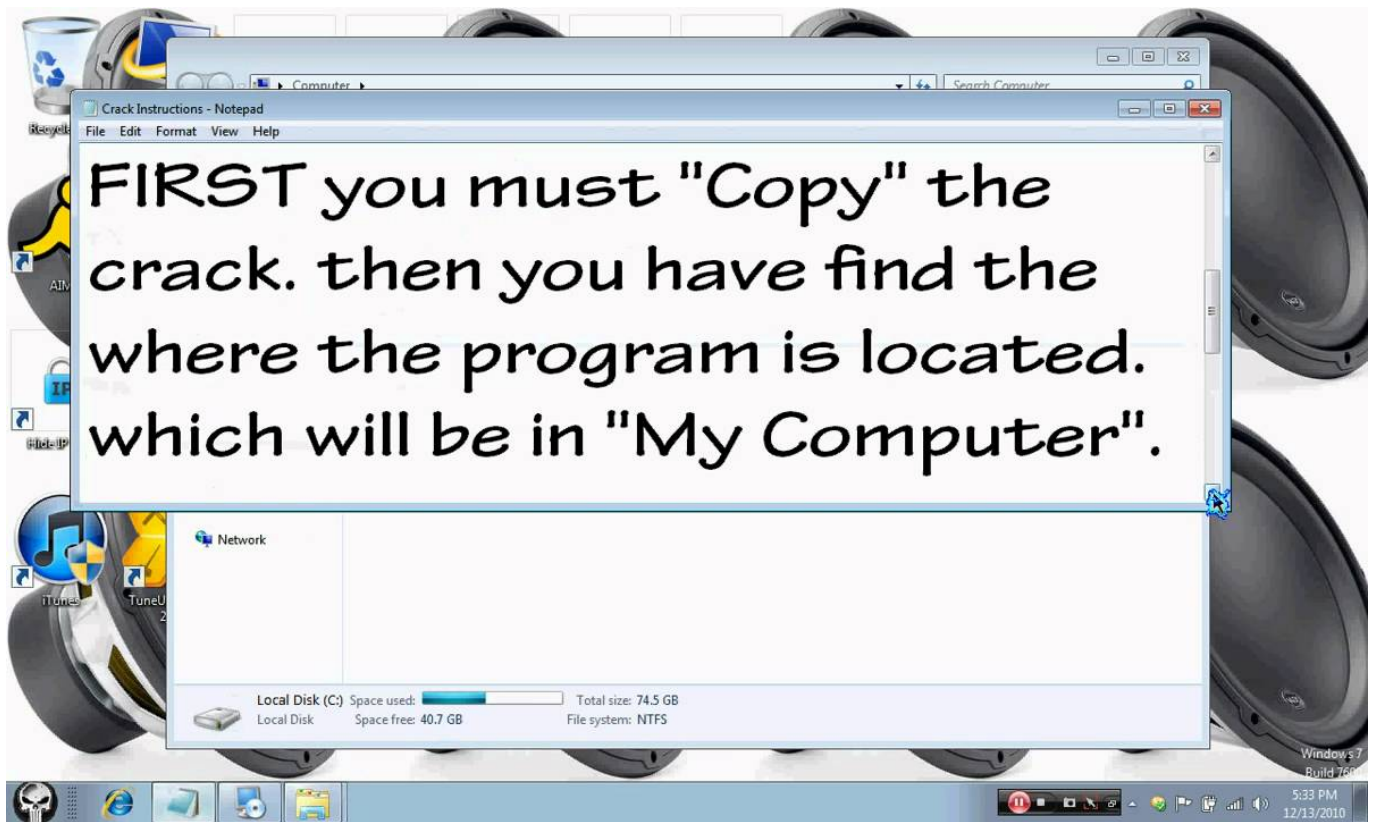 Computer
Search Computer
Crack Instructions - Notepad
File Edit Format View Help
FIRST you must "Copy" the
crack. then you have find the
where the program is located.
which will be in "My Computer".
AIM
Network
iTunes
Local Disk (C:) Space used: Total size: 74.5 GB
Local Disk Space free: 40.7 GB File system: NTFS
Windows 7
Build
5:33 PM
12/13/2010